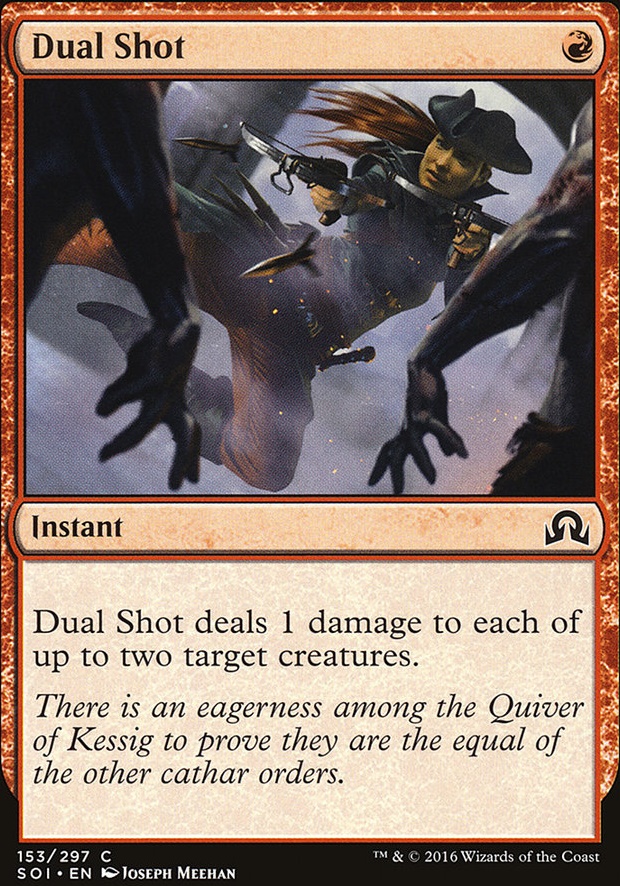 Dual Shot
Instant
Dual Shot deals 1 damage to each of
up to two target creatures.
There is an eagerness among the Quiver
of Kessig to prove they are the equal of
the other cathar orders.
153/297 C
SOI • EN Joseph Meehan
™ & © 2016 Wizards of the Coast